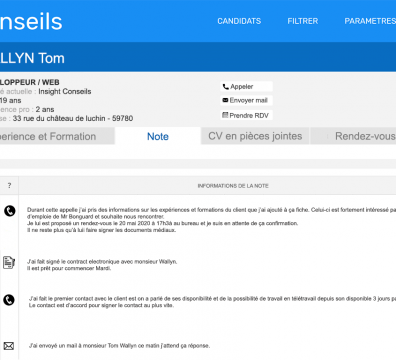 nseils
CANDIDATS
FILTRER
PARAMETRES
LLYN Tom
LOPPEUR / WEB
é actuelle : Insight Conseils
19 ans
ience pro : 2 ans
se : 33 rue du château de luchin - 59780
Appeler
Envoyer mail
Prendre RDV
périence et Formation
Note
CV en pièces jointes
Rendez-vous
?
INFORMATIONS DE LA NOTE
Durant cette appelle j'ai pris des informations sur les expériences et formations du client que j'ai ajouté à ça fiche. Celui-ci est fortement intéressé pa
d'emploie de Mr Bonguard et souhaite nous rencontrer.
Je lui est proposé un rendez-vous le 20 mai 2020 à 17h3à au bureau et je suis en attente de ça confirmation.
Il ne reste plus qu'à lui: faire signer les documents médiaux.
J'ai fait signé le contract electronique avec monsieur Wallyn.
Il est prêt pour commencer Mardi.
J'ai fait le premier contact avec le client est on a parlé de ses disponibilité et de la possibilité de travail en télétravail depuis son disponible 3 jours p
Le contact est d'accord pour signer le contact au plus vite.
J'ai envoyé un mail à monsieur Tom Wallyn ce matin j'attend ça réponse.